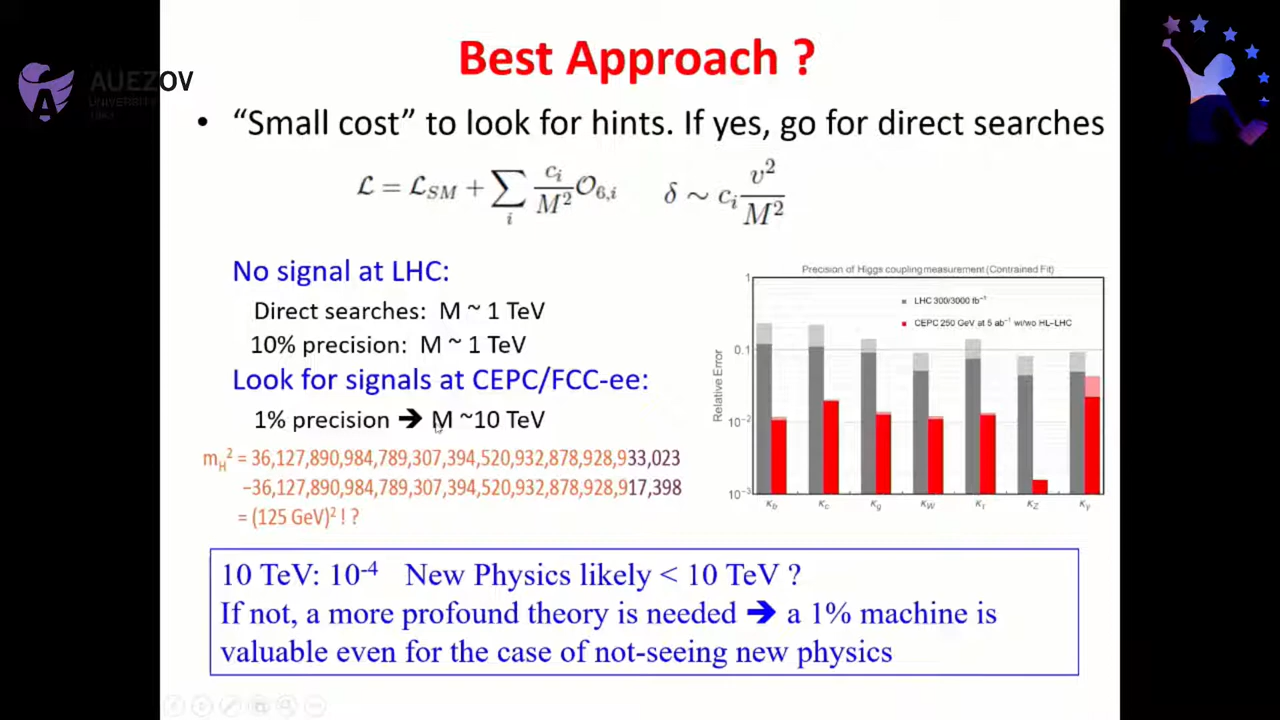 AUEZOV
UNIVERSITY
1943
Best Approach ?
• “Small cost” to look for hints. If yes, go for direct searches
ℒ = ℒ_SM + ∑_i c_i/M² 𝒪_6,i   δ ~ c_i v²/M²
No signal at LHC:
Direct searches: M ~ 1 TeV
10% precision: M ~ 1 TeV
Look for signals at CEPC/FCC-ee:
1% precision ➔ M ~10 TeV
m_H² = 36,127,890,984,789,307,394,520,932,878,928,933,023
−36,127,890,984,789,307,394,520,932,878,928,917,398
= (125 GeV)² ! ?
Precision of Higgs coupling measurement (Contrained Fit)
LHC 300/3000 fb⁻¹
CEPC 250 GeV at 5 ab⁻¹ wi/wo HL-LHC
Relative Error
1
0.1
10⁻²
10⁻³
κ_b κ_c κ_g κ_W κ_τ κ_Z κ_γ
10 TeV: 10⁻⁴ New Physics likely < 10 TeV ?
If not, a more profound theory is needed ➔ a 1% machine is
valuable even for the case of not-seeing new physics